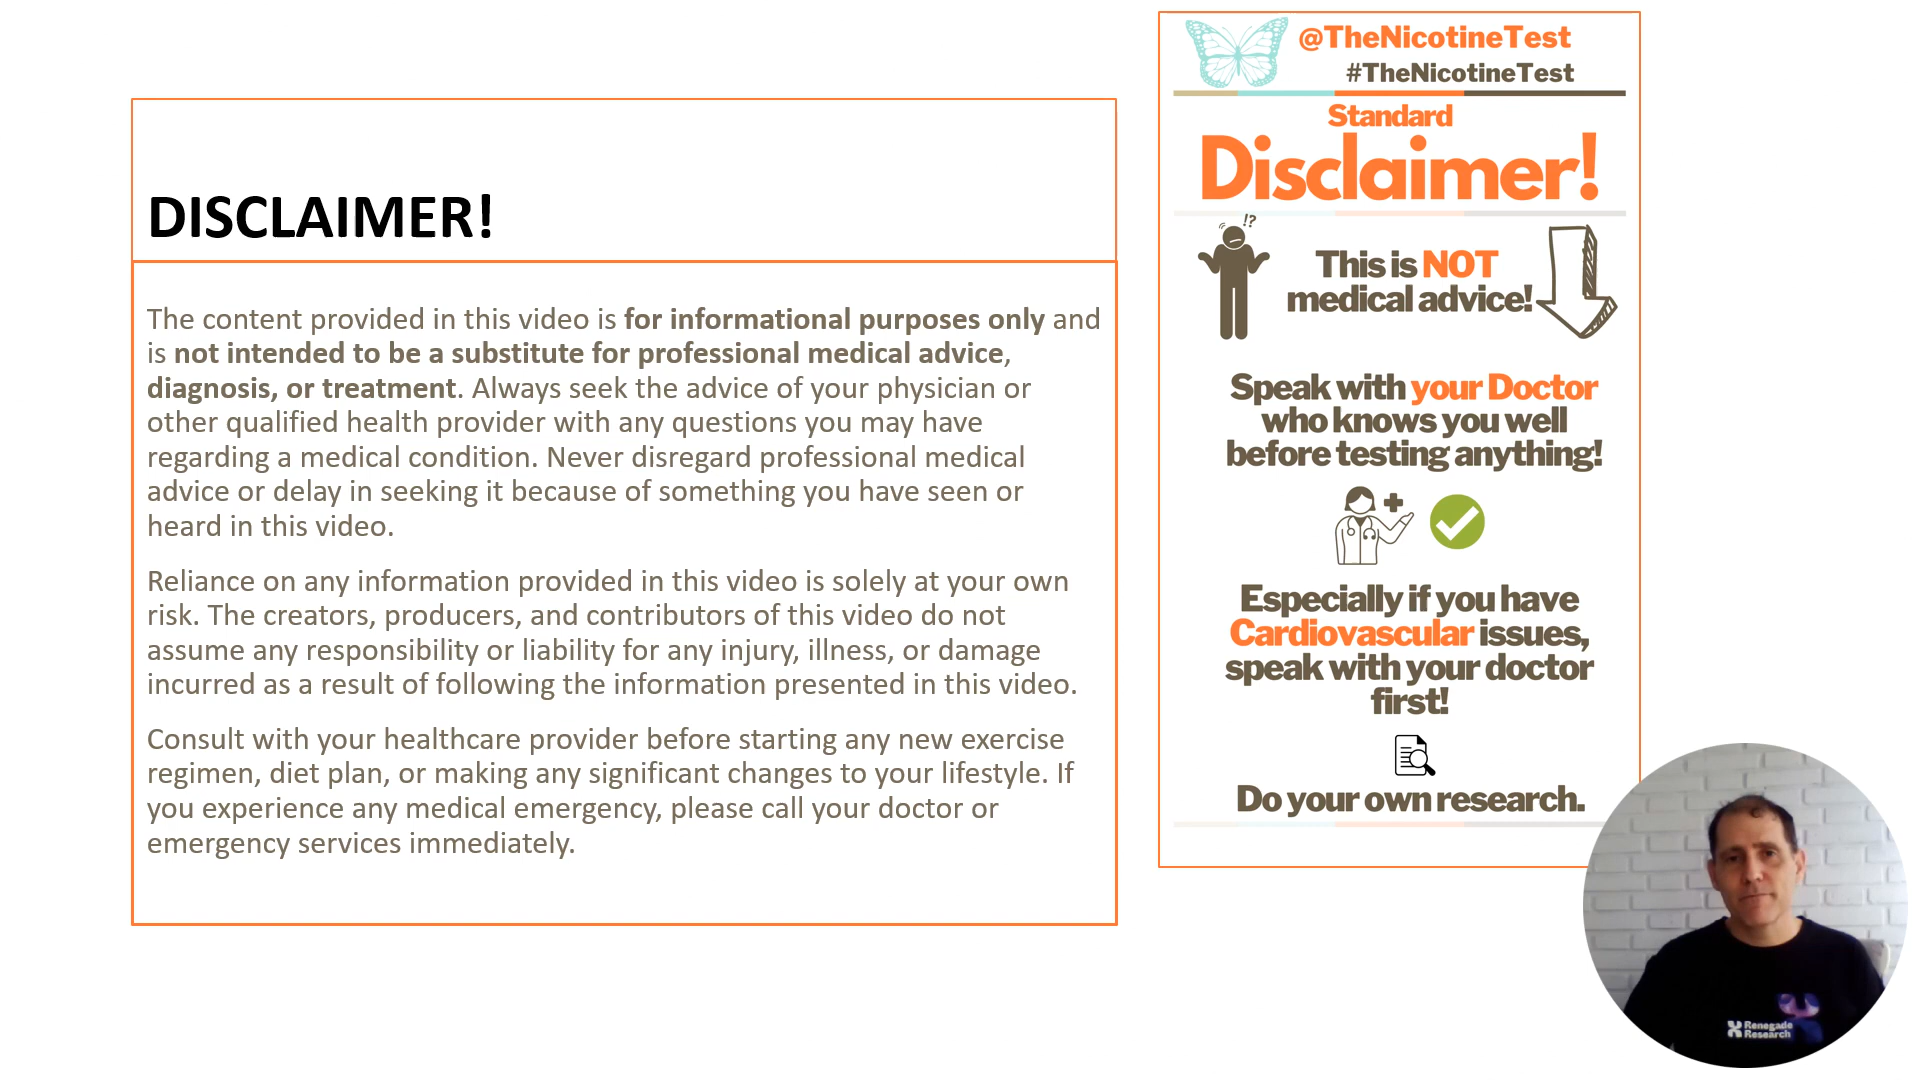 DISCLAIMER!
The content provided in this video is for informational purposes only and
is not intended to be a substitute for professional medical advice,
diagnosis, or treatment. Always seek the advice of your physician or
other qualified health provider with any questions you may have
regarding a medical condition. Never disregard professional medical
advice or delay in seeking it because of something you have seen or
heard in this video.
Reliance on any information provided in this video is solely at your own
risk. The creators, producers, and contributors of this video do not
assume any responsibility or liability for any injury, illness, or damage
incurred as a result of following the information presented in this video.
Consult with your healthcare provider before starting any new exercise
regimen, diet plan, or making any significant changes to your lifestyle. If
you experience any medical emergency, please call your doctor or
emergency services immediately.
@TheNicotineTest
#TheNicotineTest
Standard
Disclaimer!
!?
This is NOT
medical advice!
Speak with your Doctor
who knows you well
before testing anything!
Especially if you have
Cardiovascular issues,
speak with your doctor
first!
Do your own research.
Renegade
Research